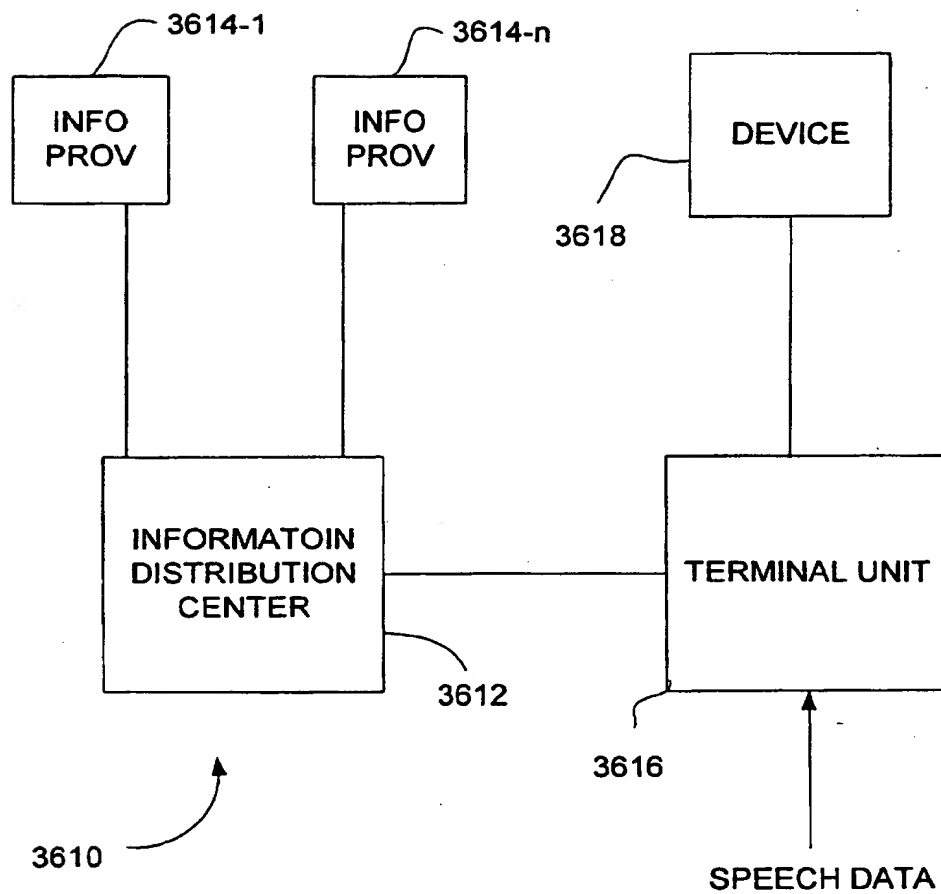 3614-1
3614-n
INFO
PROV
INFO
PROV
DEVICE
3618
INFORMATOIN
DISTRIBUTION
CENTER
TERMINAL UNIT
3612
3616
3610
SPEECH DATA